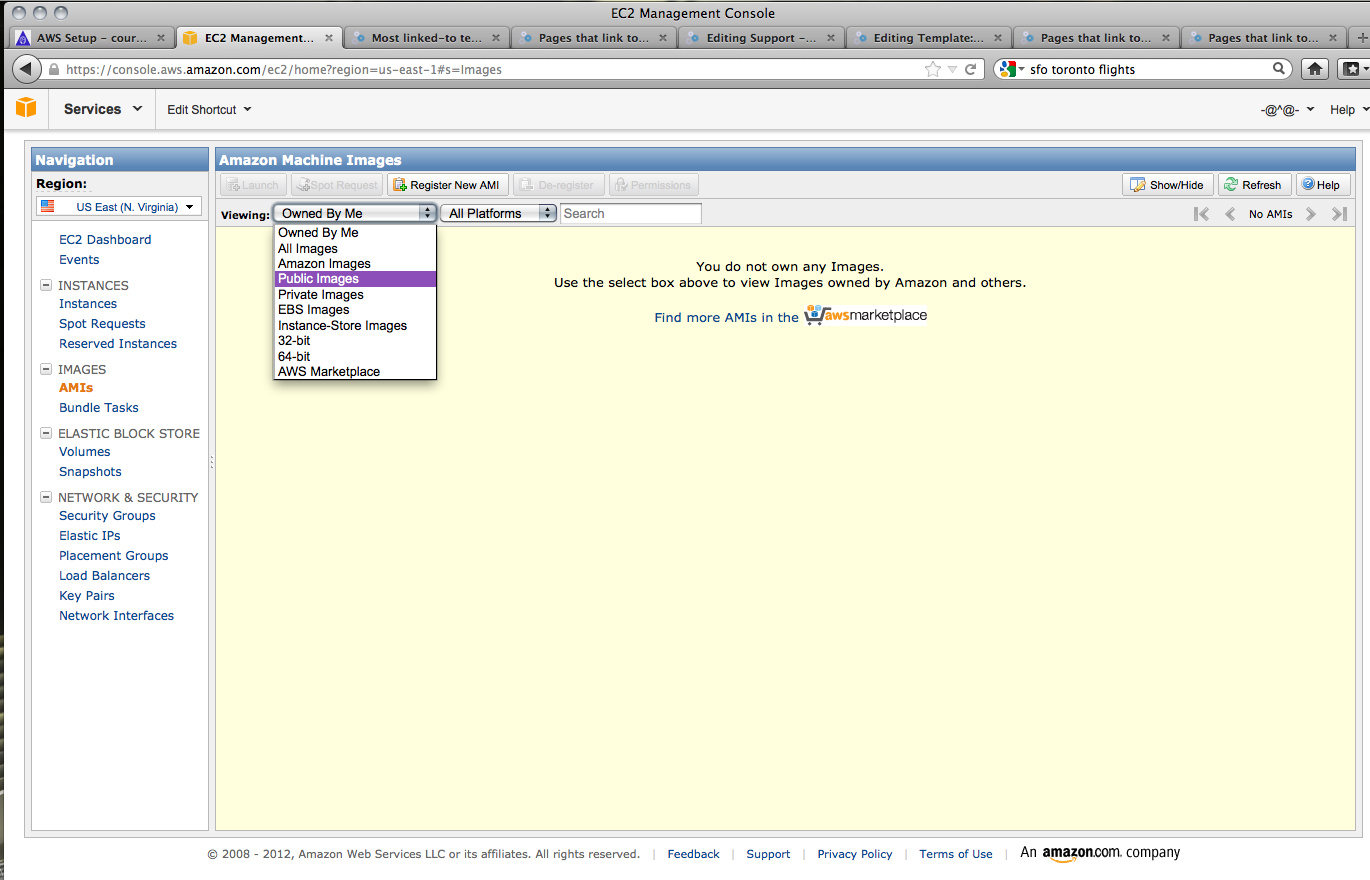 EC2 Management Console
AWS Setup – cour...
EC2 Management...
Most linked-to te...
Pages that link to...
Editing Support –...
Editing Template:...
Pages that link to...
Pages that link to...
https://console.aws.amazon.com/ec2/home?region=us-east-1#s=Images
sfo toronto flights
Services
Edit Shortcut
-@^@-
Help
Navigation
Region:
US East (N. Virginia)
EC2 Dashboard
Events
INSTANCES
Instances
Spot Requests
Reserved Instances
IMAGES
AMIs
Bundle Tasks
ELASTIC BLOCK STORE
Volumes
Snapshots
NETWORK & SECURITY
Security Groups
Elastic IPs
Placement Groups
Load Balancers
Key Pairs
Network Interfaces
Amazon Machine Images
Launch
Spot Request
Register New AMI
De-register
Permissions
Show/Hide
Refresh
Help
Viewing:
Owned By Me
All Platforms
Search
No AMIs
Owned By Me
All Images
Amazon Images
Public Images
Private Images
EBS Images
Instance-Store Images
32-bit
64-bit
AWS Marketplace
You do not own any Images.
Use the select box above to view Images owned by Amazon and others.
Find more AMIs in the awsmarketplace
© 2008 - 2012, Amazon Web Services LLC or its affiliates. All rights reserved. | Feedback | Support | Privacy Policy | Terms of Use | An amazon.com. company